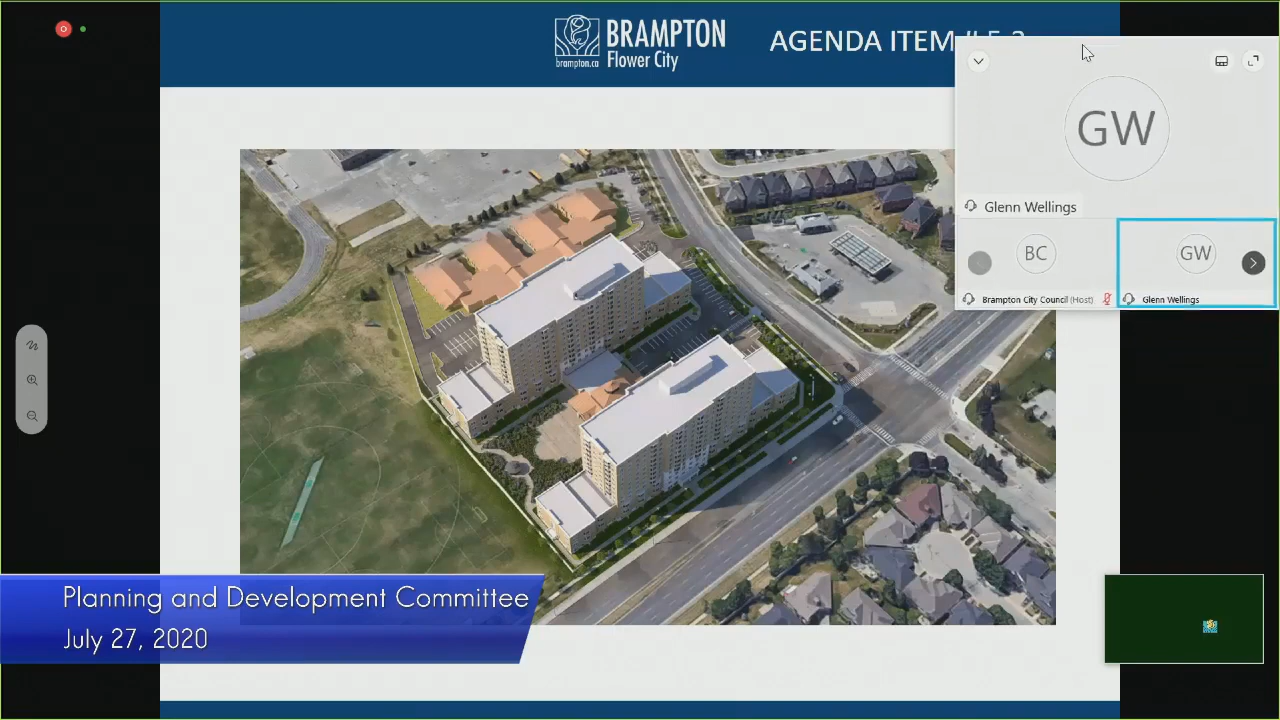 BRAMPTON
brampton.ca
Flower City
AGENDA ITEM
GW
Glenn Wellings
BC
GW
Brampton City Council (Host)
Glenn Wellings
Planning and Development Committee
July 27, 2020